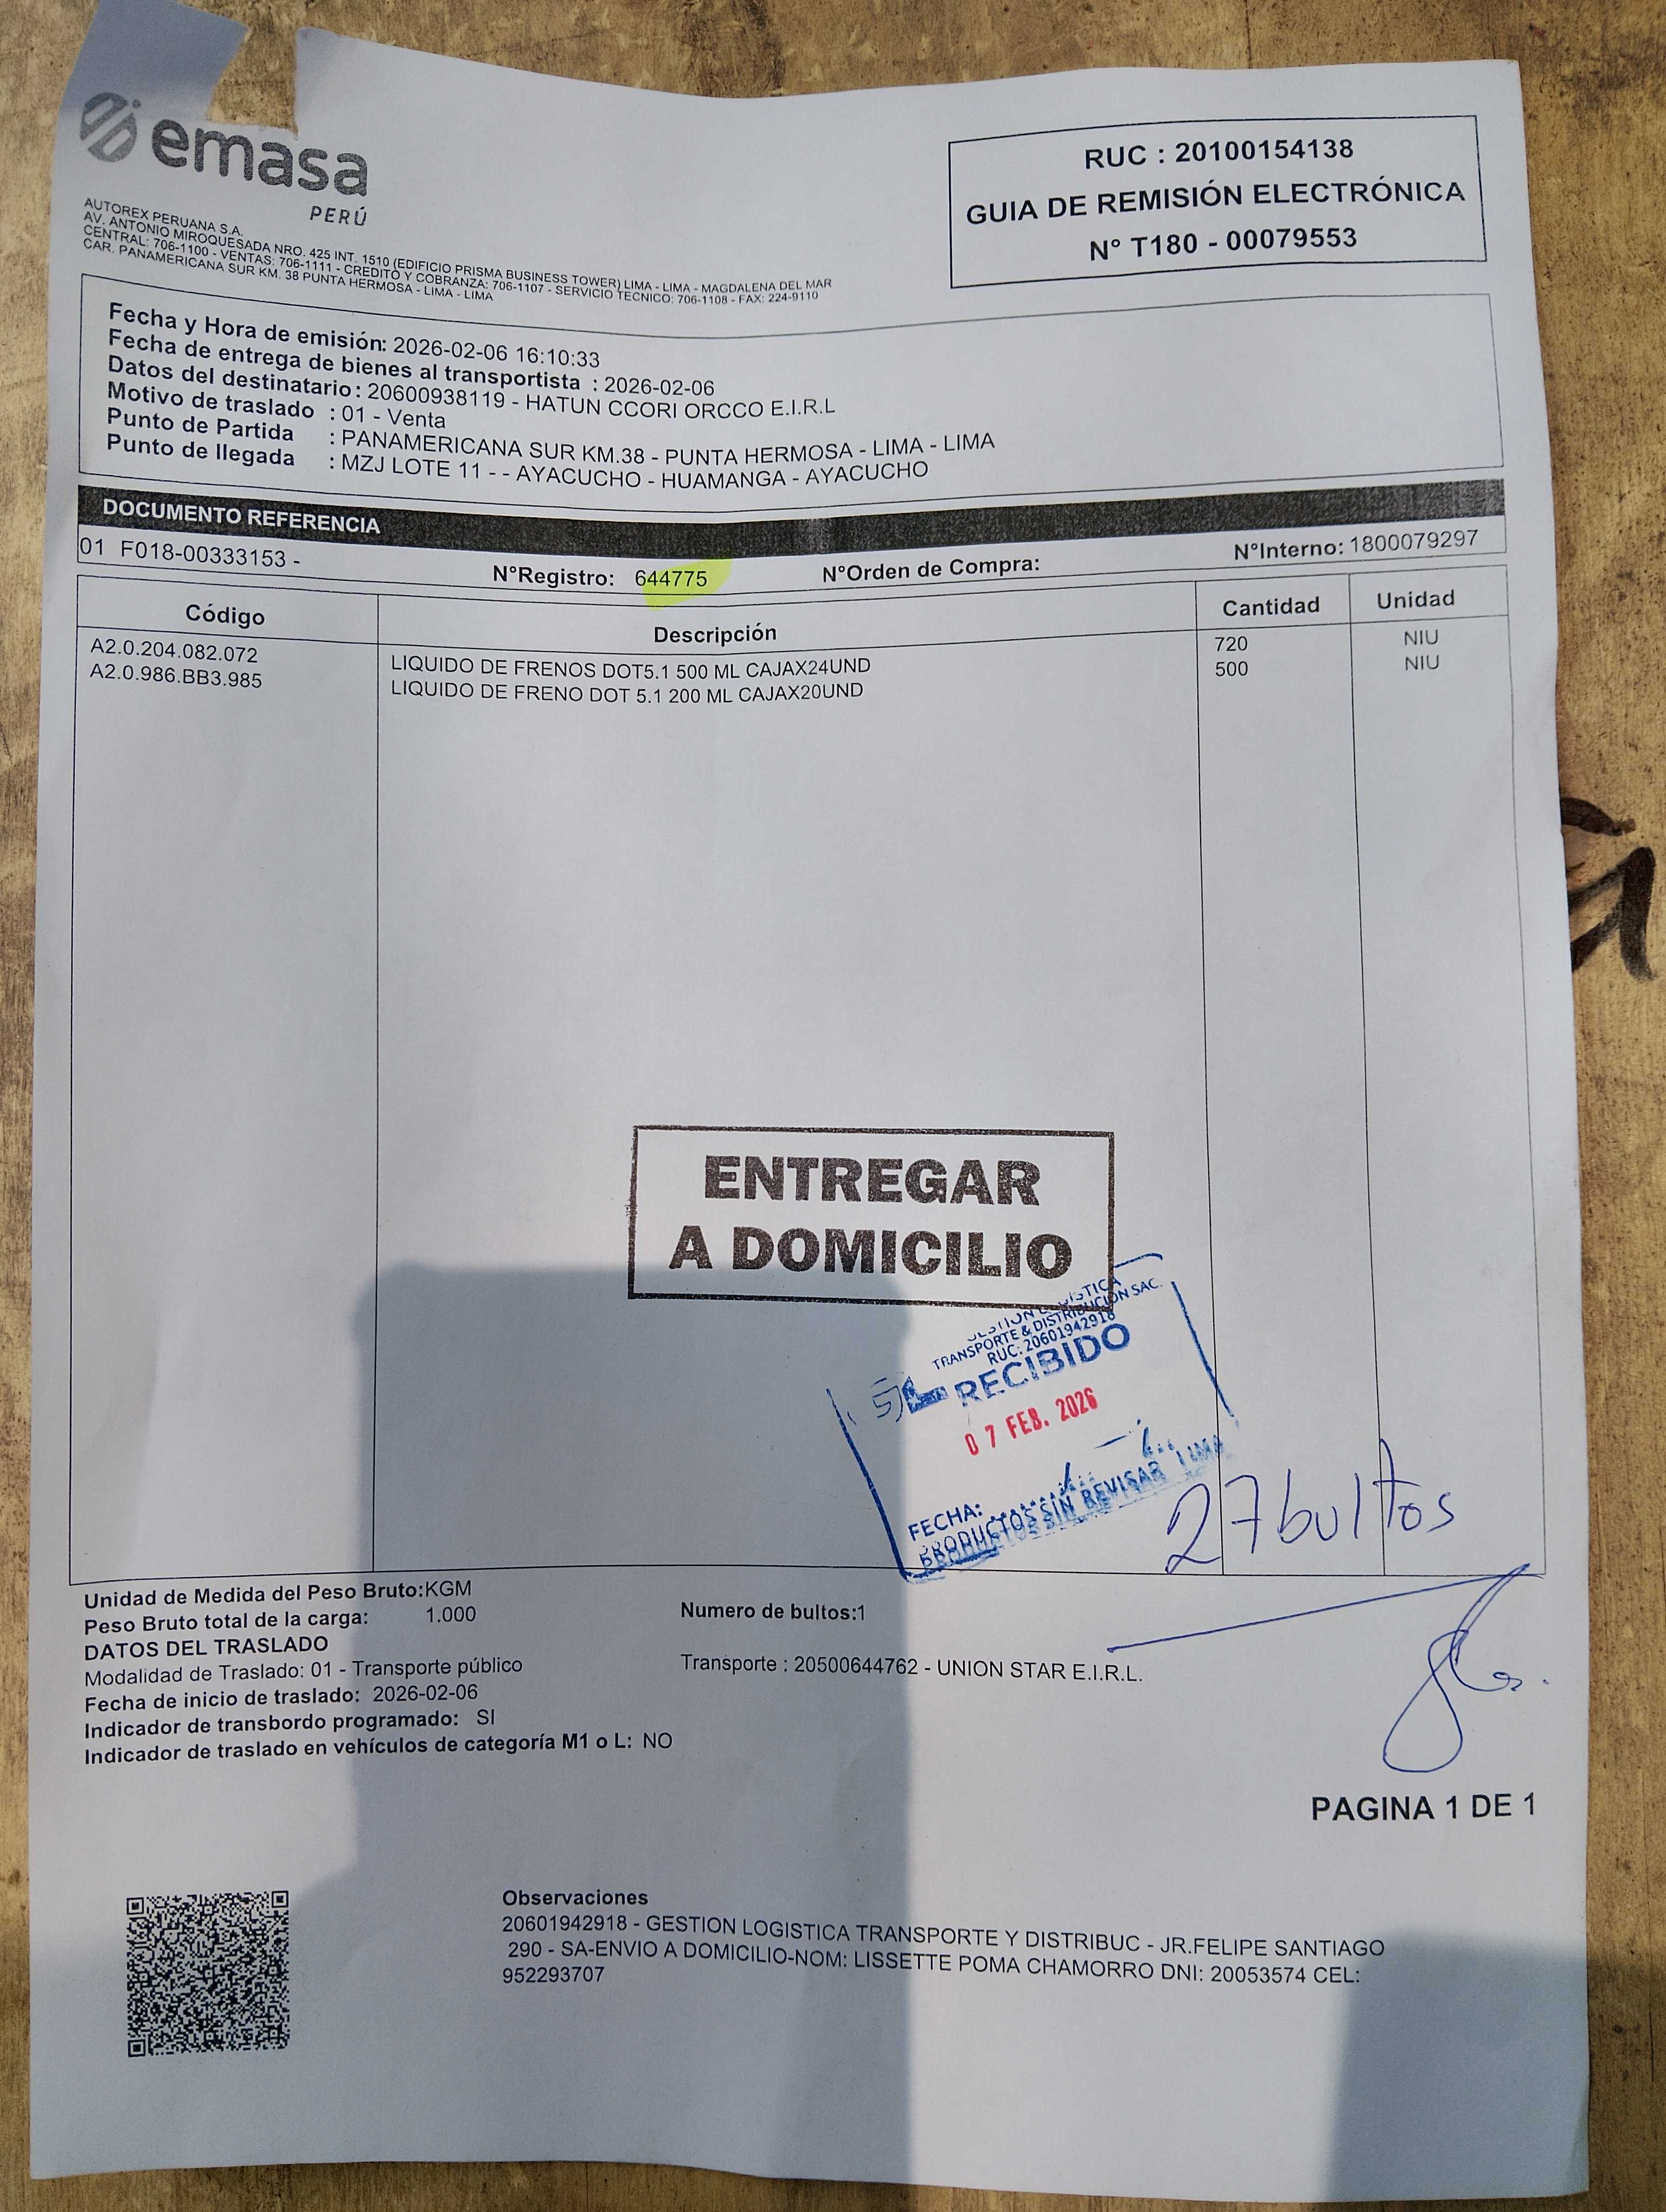 emasa
PERÚ
AUTOREX PERUANA S.A.
AV. ANTONIO MIROQUESADA NRO. 425 INT. 1510 (EDIFICIO PRISMA BUSINESS TOWER) LIMA - LIMA - MAGDALENA DEL MAR
CENTRAL: 706-1100 - VENTAS: 706-1111 - CREDITO Y COBRANZA: 706-1107 - SERVICIO TECNICO: 706-1108 - FAX: 224-9110
CAR. PANAMERICANA SUR KM. 38 PUNTA HERMOSA - LIMA - LIMA
RUC : 20100154138
GUIA DE REMISIÓN ELECTRÓNICA
N° T180 - 00079553
Fecha y Hora de emisión: 2026-02-06 16:10:33
Fecha de entrega de bienes al transportista : 2026-02-06
Datos del destinatario: 20600938119 - HATUN CCORI ORCCO E.I.R.L
Motivo de traslado : 01 - Venta
Punto de Partida : PANAMERICANA SUR KM.38 - PUNTA HERMOSA - LIMA - LIMA
Punto de llegada : MZJ LOTE 11 - - AYACUCHO - HUAMANGA - AYACUCHO
DOCUMENTO REFERENCIA
01 F018-00333153 - N°Registro: 644775 N°Orden de Compra: N°Interno: 1800079297
Código Descripción Cantidad Unidad
A2.0.204.082.072 LIQUIDO DE FRENOS DOT5.1 500 ML CAJAX24UND 720 NIU
A2.0.986.BB3.985 LIQUIDO DE FRENO DOT 5.1 200 ML CAJAX20UND 500 NIU
ENTREGAR
A DOMICILIO
TRANSPORTE & DISTRIBUCIÓN SAC.
RUC: 20601942918
RECIBIDO
07 FEB. 2026
FECHA:
PRODUCTOS SIN REVISAR LIMA
27 bultos
Unidad de Medida del Peso Bruto:KGM
Peso Bruto total de la carga: 1.000 Numero de bultos:1
DATOS DEL TRASLADO
Modalidad de Traslado: 01 - Transporte público Transporte : 20500644762 - UNION STAR E.I.R.L.
Fecha de inicio de traslado: 2026-02-06
Indicador de transbordo programado: SI
Indicador de traslado en vehículos de categoría M1 o L: NO
PAGINA 1 DE 1
Observaciones
20601942918 - GESTION LOGISTICA TRANSPORTE Y DISTRIBUC - JR.FELIPE SANTIAGO
290 - SA-ENVIO A DOMICILIO-NOM: LISSETTE POMA CHAMORRO DNI: 20053574 CEL:
952293707